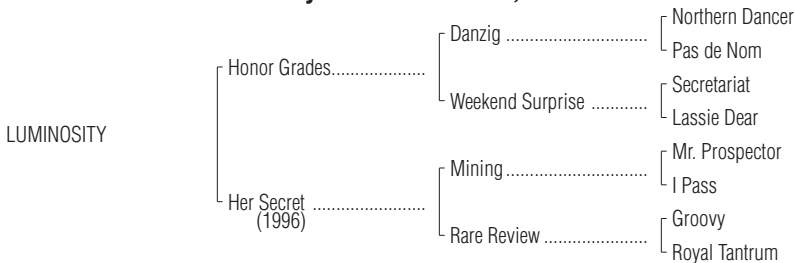 Northern Dancer
Danzig ..............................
Pas de Nom
Honor Grades....................
Secretariat
Weekend Surprise ............
Lassie Dear
LUMINOSITY
Mr. Prospector
Mining ..............................
I Pass
Her Secret ........................
(1996)
Groovy
Rare Review ......................
Royal Tantrum